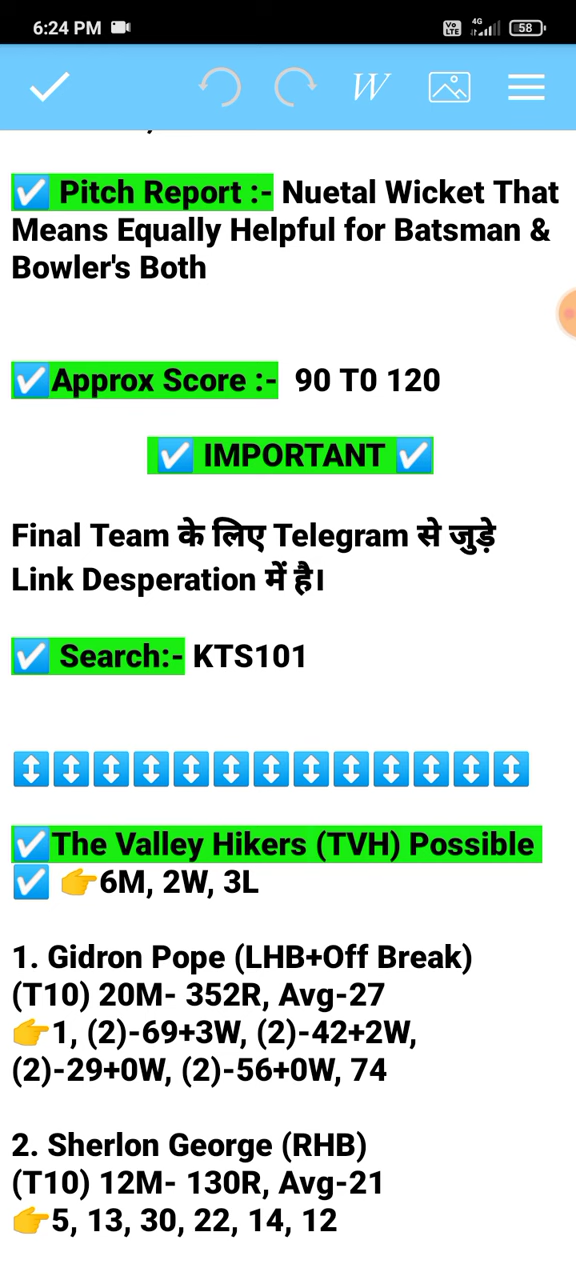 6:24 PM
Vo LTE 4G 58
W
✅ Pitch Report :- Nuetal Wicket That
Means Equally Helpful for Batsman &
Bowler's Both
✅Approx Score :- 90 T0 120
✅ IMPORTANT ✅
Final Team के लिए Telegram से जुड़े
Link Desperation में है।
✅ Search:- KTS101
↕️↕️↕️↕️↕️↕️↕️↕️↕️↕️↕️↕️↕️
✅The Valley Hikers (TVH) Possible
✅ 👉6M, 2W, 3L
1. Gidron Pope (LHB+Off Break)
(T10) 20M- 352R, Avg-27
👉1, (2)-69+3W, (2)-42+2W,
(2)-29+0W, (2)-56+0W, 74
2. Sherlon George (RHB)
(T10) 12M- 130R, Avg-21
👉5, 13, 30, 22, 14, 12